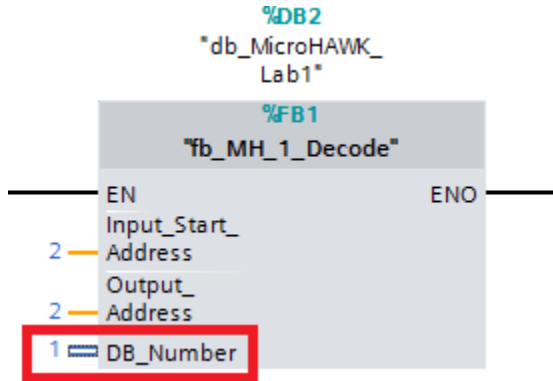 %DB2
"db_MicroHAWK_
Lab1"
%FB1
"fb_MH_1_Decode"
EN ENO
Input_Start_
2 Address
Output_
2 Address
1 DB_Number